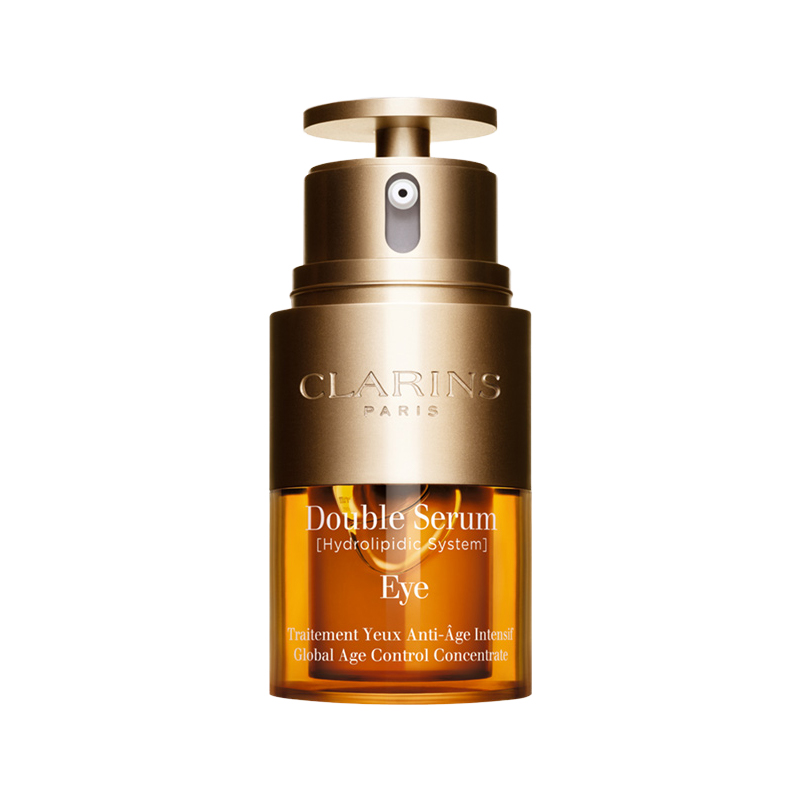 CLARINS
PARIS
Double Serum
[Hydrolipidic System]
Eye
Traitement Yeux Anti-Âge Intensif
Global Age Control Concentrate